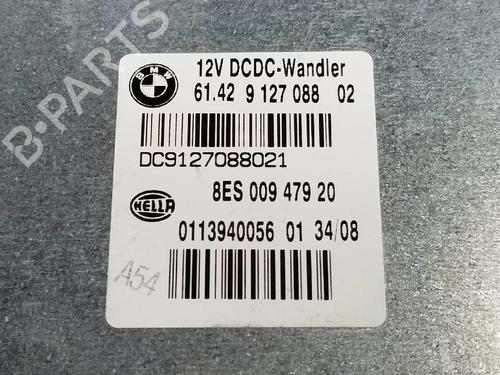 BMW
12V DCDC-Wandler
61.42 9 127 088 02
DC9127088021
8ES 009 479 20
HELLA
0113940056 01 34/08
A54
B-PARTS